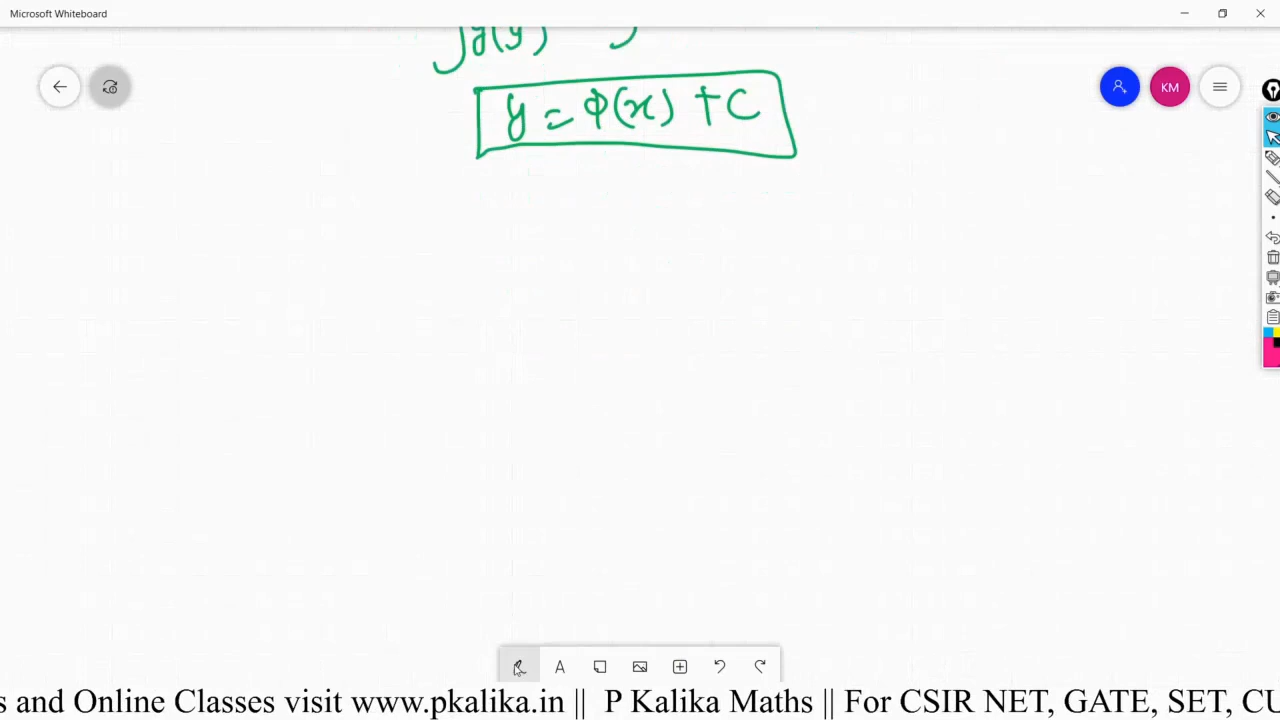 Microsoft Whiteboard
y = Φ(x) + C
KM
A
s and Online Classes visit www.pkalika.in || P Kalika Maths || For CSIR NET, GATE, SET, CU